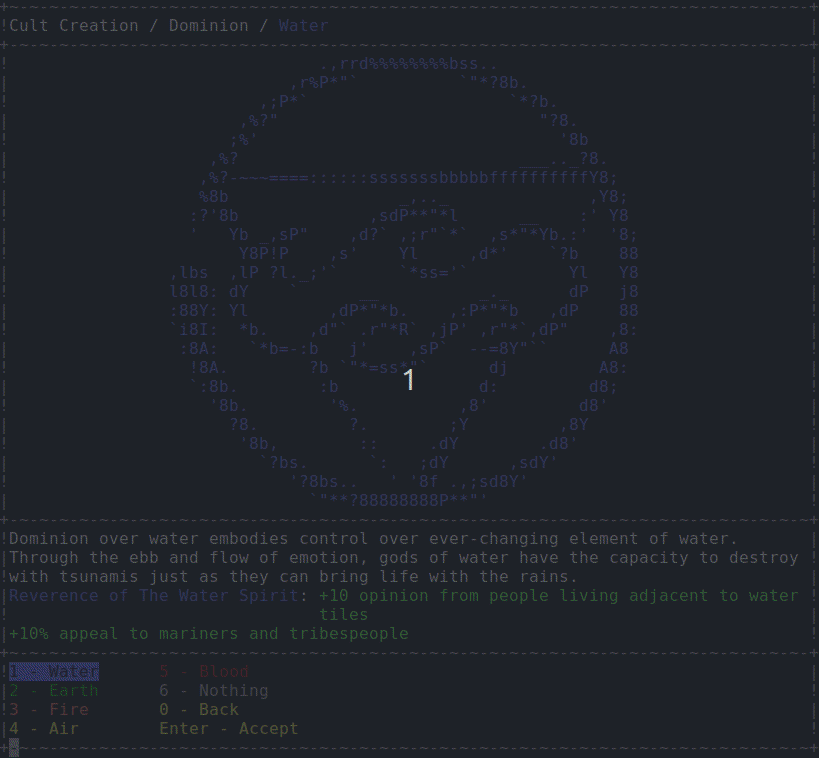 Cult Creation / Dominion / Water
1
Dominion over water embodies control over ever-changing element of water.
Through the ebb and flow of emotion, gods of water have the capacity to destroy
with tsunamis just as they can bring life with the rains.
Reverence of The Water Spirit: +10 opinion from people living adjacent to water
tiles
+10% appeal to mariners and tribespeople
1 - Water 5 - Blood
2 - Earth 6 - Nothing
3 - Fire 0 - Back
4 - Air Enter - Accept